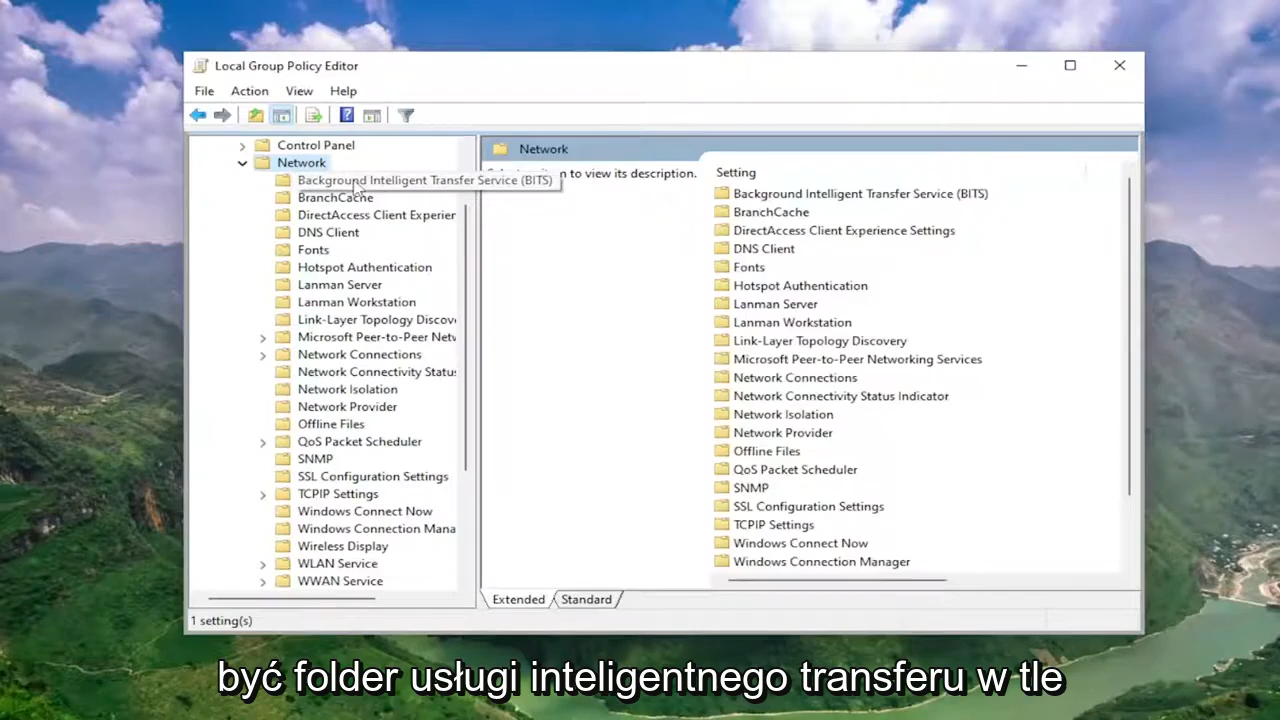 Local Group Policy Editor
File Action View Help
Control Panel
Network
Background Intelligent Transfer Service (BITS)
BranchCache
DirectAccess Client Experien
DNS Client
Fonts
Hotspot Authentication
Lanman Server
Lanman Workstation
Link-Layer Topology Discov
Microsoft Peer-to-Peer Netw
Network Connections
Network Connectivity Status
Network Isolation
Network Provider
Offline Files
QoS Packet Scheduler
SNMP
SSL Configuration Settings
TCPIP Settings
Windows Connect Now
Windows Connection Mana
Wireless Display
WLAN Service
WWAN Service
Network
to view its description.
Setting
Background Intelligent Transfer Service (BITS)
BranchCache
DirectAccess Client Experience Settings
DNS Client
Fonts
Hotspot Authentication
Lanman Server
Lanman Workstation
Link-Layer Topology Discovery
Microsoft Peer-to-Peer Networking Services
Network Connections
Network Connectivity Status Indicator
Network Isolation
Network Provider
Offline Files
QoS Packet Scheduler
SNMP
SSL Configuration Settings
TCPIP Settings
Windows Connect Now
Windows Connection Manager
Extended Standard
1 setting(s)
być folder usługi inteligentnego transferu w tle